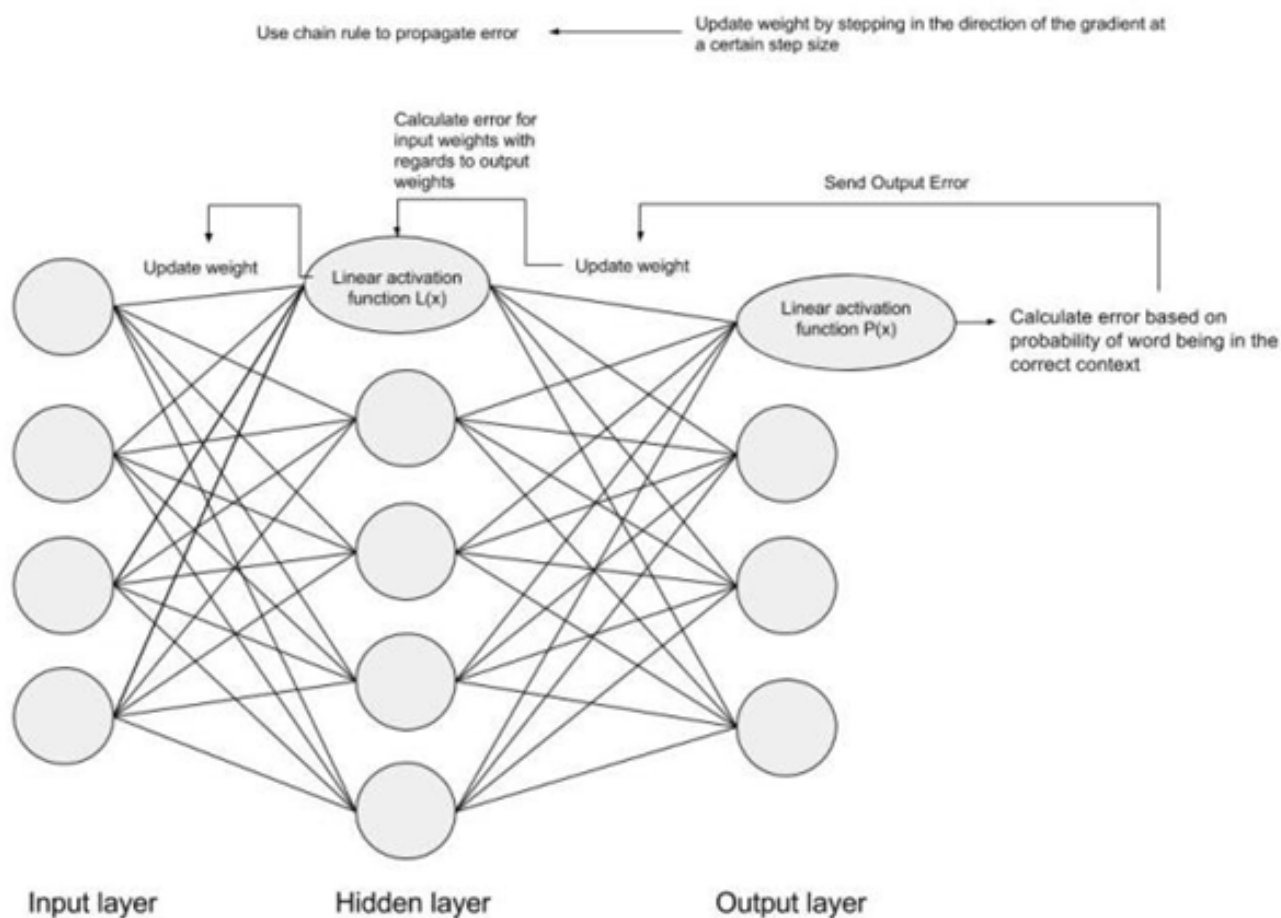 Use chain rule to propagate error
Update weight by stepping in the direction of the gradient at
a certain step size
Calculate error for
input weights with
regards to output
weights
Send Output Error
Update weight
Update weight
Linear activation
function L(x)
Linear activation
function P(x)
Calculate error based on
probability of word being in the
correct context
Input layer
Hidden layer
Output layer